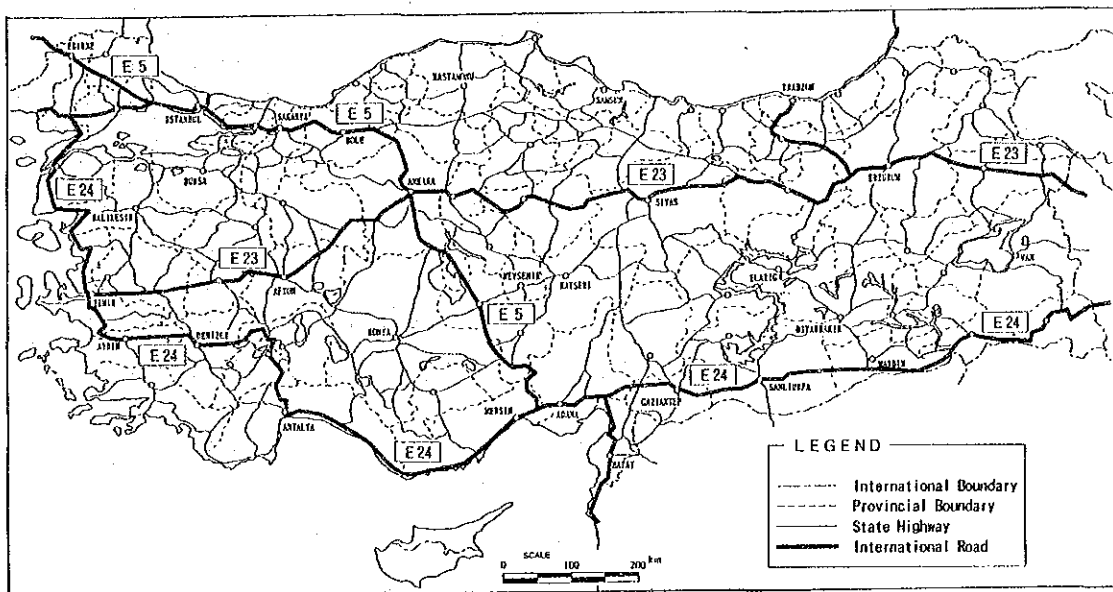 EDIRNE
E 5
ISTANBUL
SAKARYA
E 5
BOLU
KASTAMONU
SAMSUN
TRABZON
E 24
BURSA
BALIKESIR
ANKARA
E 23
SIVAS
ERZURUM
E 23
E 23
AFYON
IZMIR
NEVSEHIR
KAYSERI
ELAZIG
VAN
AYDIN
DENIZLI
E 24
KONYA
E 5
DIYARBAKIR
E 24
MARDIN
ANTALYA
MERSIN
ADANA
GAZIANTEP
E 24
SANLIURFA
E 24
HATAY
LEGEND
International Boundary
Provincial Boundary
State Highway
International Road
SCALE
0 100 200 km